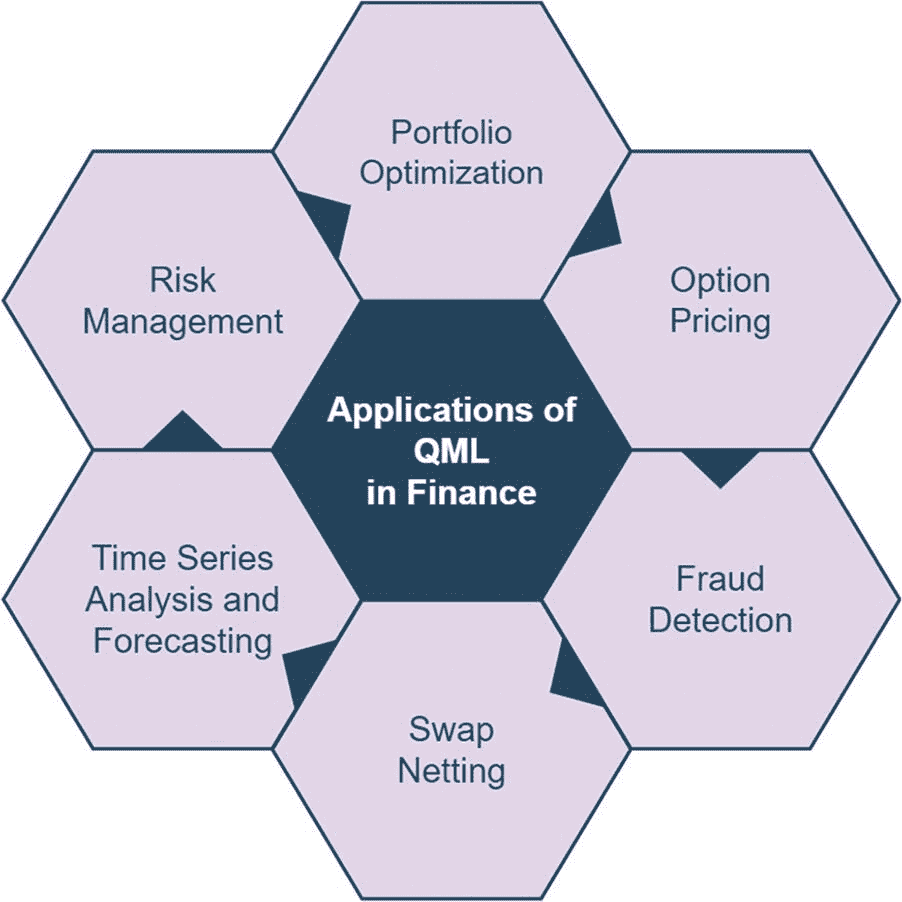 Portfolio
Optimization
Risk
Management
Option
Pricing
Applications of
QML
in Finance
Time Series
Analysis and
Forecasting
Fraud
Detection
Swap
Netting